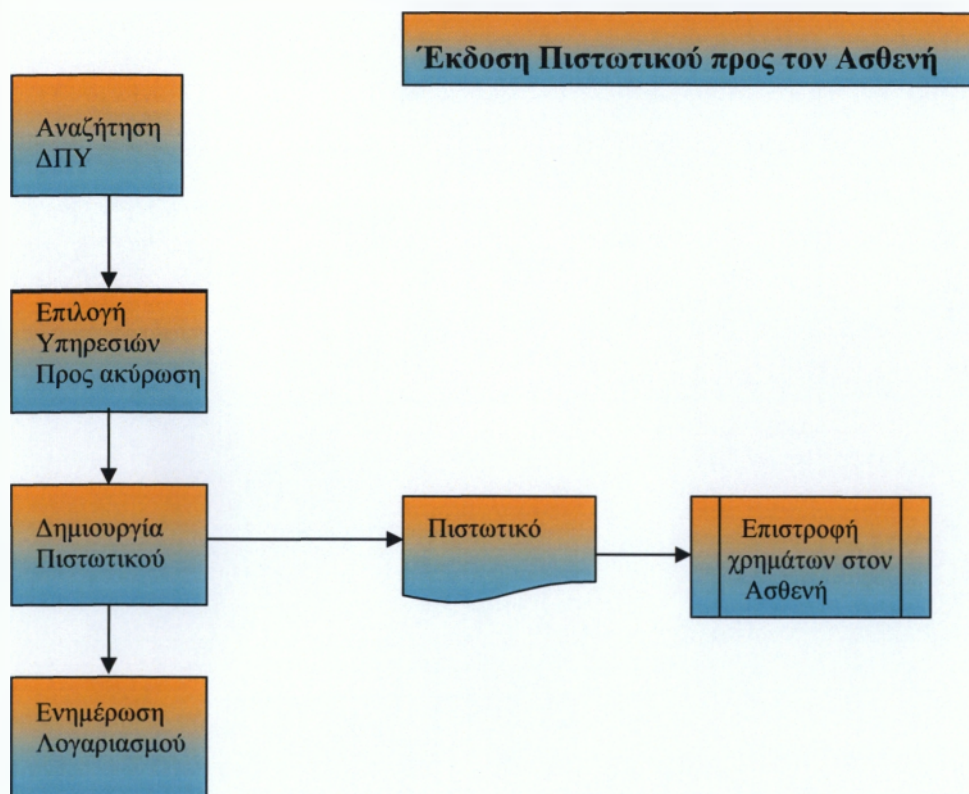 Έκδοση Πιστωτικού προς τον Ασθενή
Αναζήτηση
ΔΠΥ
Επιλογή
Υπηρεσιών
Προς ακύρωση
Δημιουργία
Πιστωτικού
Πιστωτικό
Επιστροφή
χρημάτων στον
Ασθενή
Ενημέρωση
Λογαριασμού